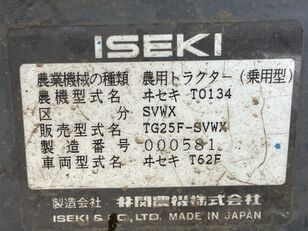 ISEKI
農業機械の種類 農用トラクター(乗用型)
農機型式名 ヰセキ T0134
区分 SVWX
販売型式名 TG25F-SVWX
製造番号 000581
車両型式名 ヰセキ T62F
製造会社 井関農機株式会社
ISEKI & CO., LTD. MADE IN JAPAN